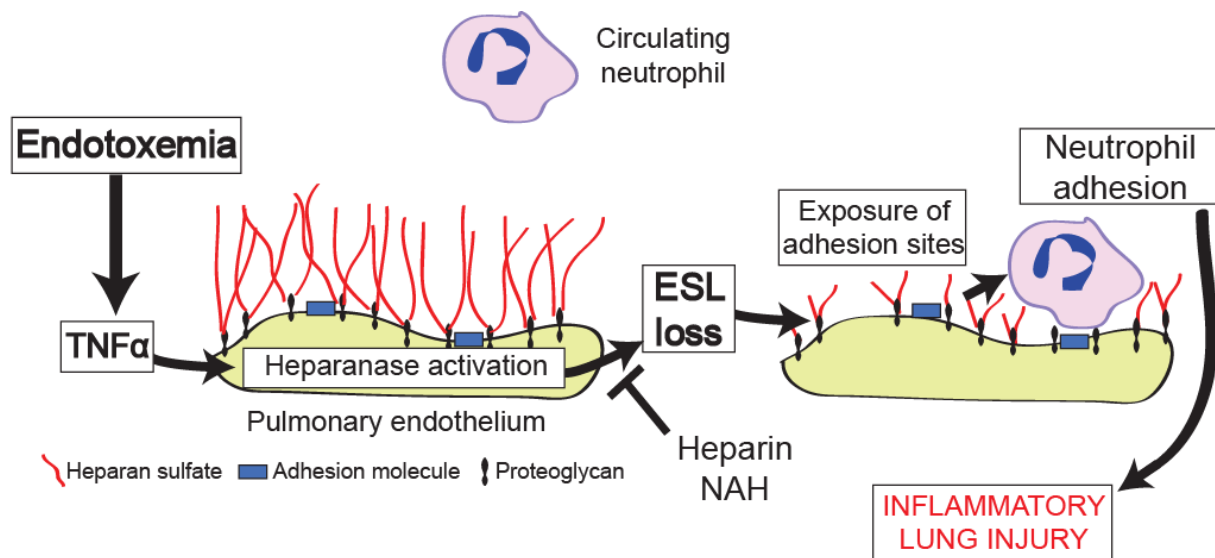 Circulating
neutrophil
Endotoxemia
TNFα
Heparanase activation
Pulmonary endothelium
ESL
loss
Heparin
NAH
Exposure of
adhesion sites
Neutrophil
adhesion
INFLAMMATORY
LUNG INJURY
Heparan sulfate
Adhesion molecule
Proteoglycan